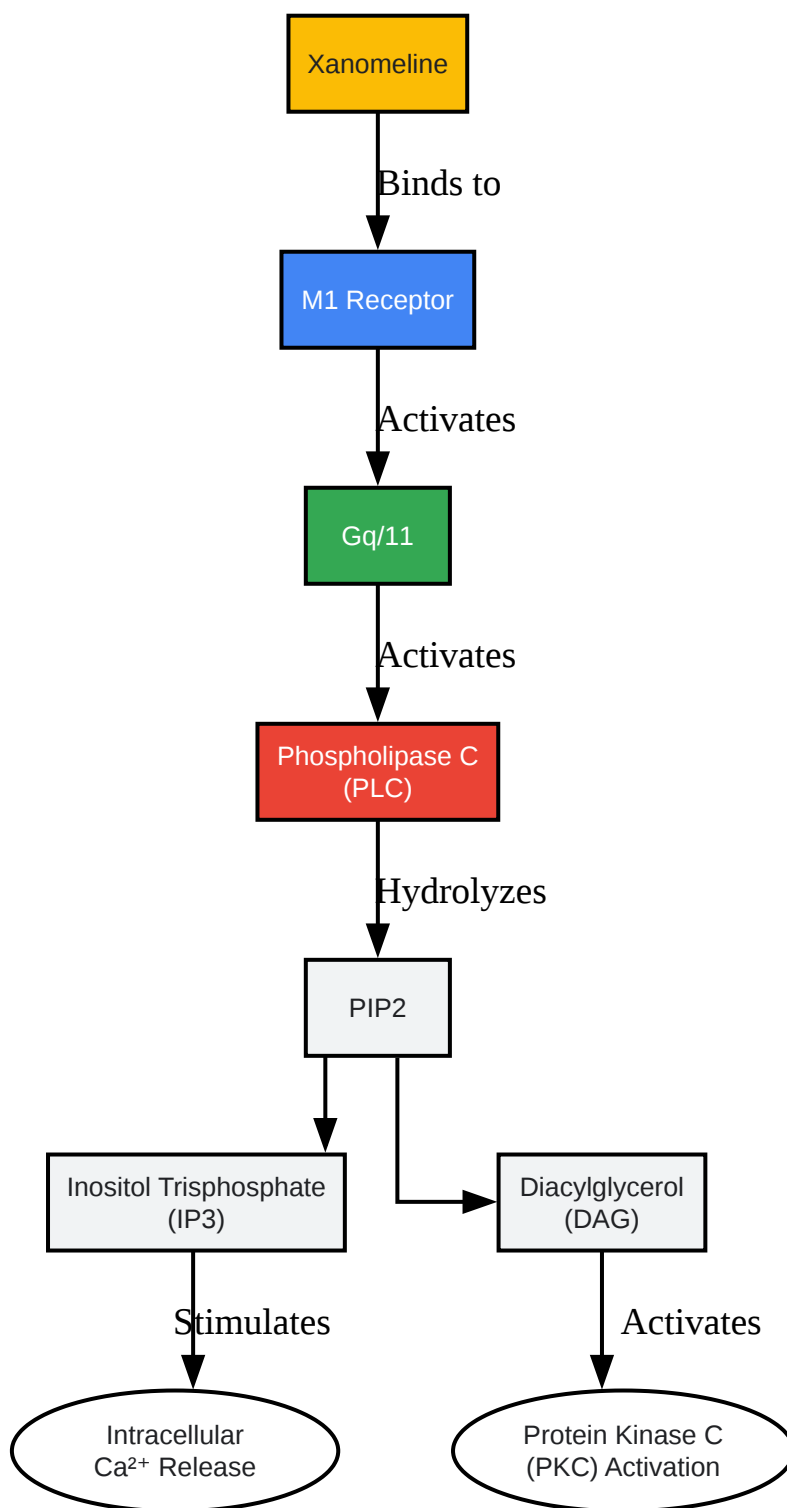 Xanomeline
Binds to
M1 Receptor
Activates
Gq/11
Activates
Phospholipase C
(PLC)
Hydrolyzes
PIP2
Inositol Trisphosphate
(IP3)
Diacylglycerol
(DAG)
Stimulates
Activates
Intracellular
Ca²⁺ Release
Protein Kinase C
(PKC) Activation